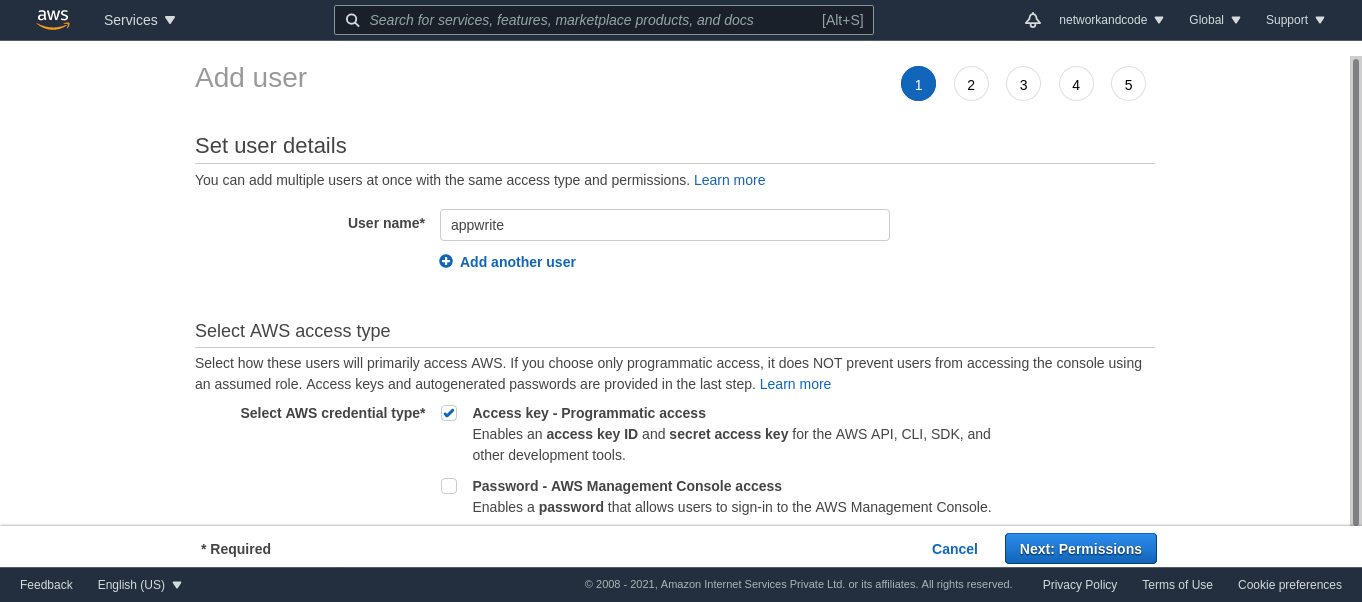 aws Services Search for services, features, marketplace products, and docs [Alt+S] networkandcode Global Support
Add user 1 2 3 4 5
Set user details
You can add multiple users at once with the same access type and permissions. Learn more
User name* appwrite
Add another user
Select AWS access type
Select how these users will primarily access AWS. If you choose only programmatic access, it does NOT prevent users from accessing the console using
an assumed role. Access keys and autogenerated passwords are provided in the last step. Learn more
Select AWS credential type* Access key - Programmatic access
Enables an access key ID and secret access key for the AWS API, CLI, SDK, and
other development tools.
Password - AWS Management Console access
Enables a password that allows users to sign-in to the AWS Management Console.
* Required Cancel Next: Permissions
Feedback English (US) © 2008 - 2021, Amazon Internet Services Private Ltd. or its affiliates. All rights reserved. Privacy Policy Terms of Use Cookie preferences